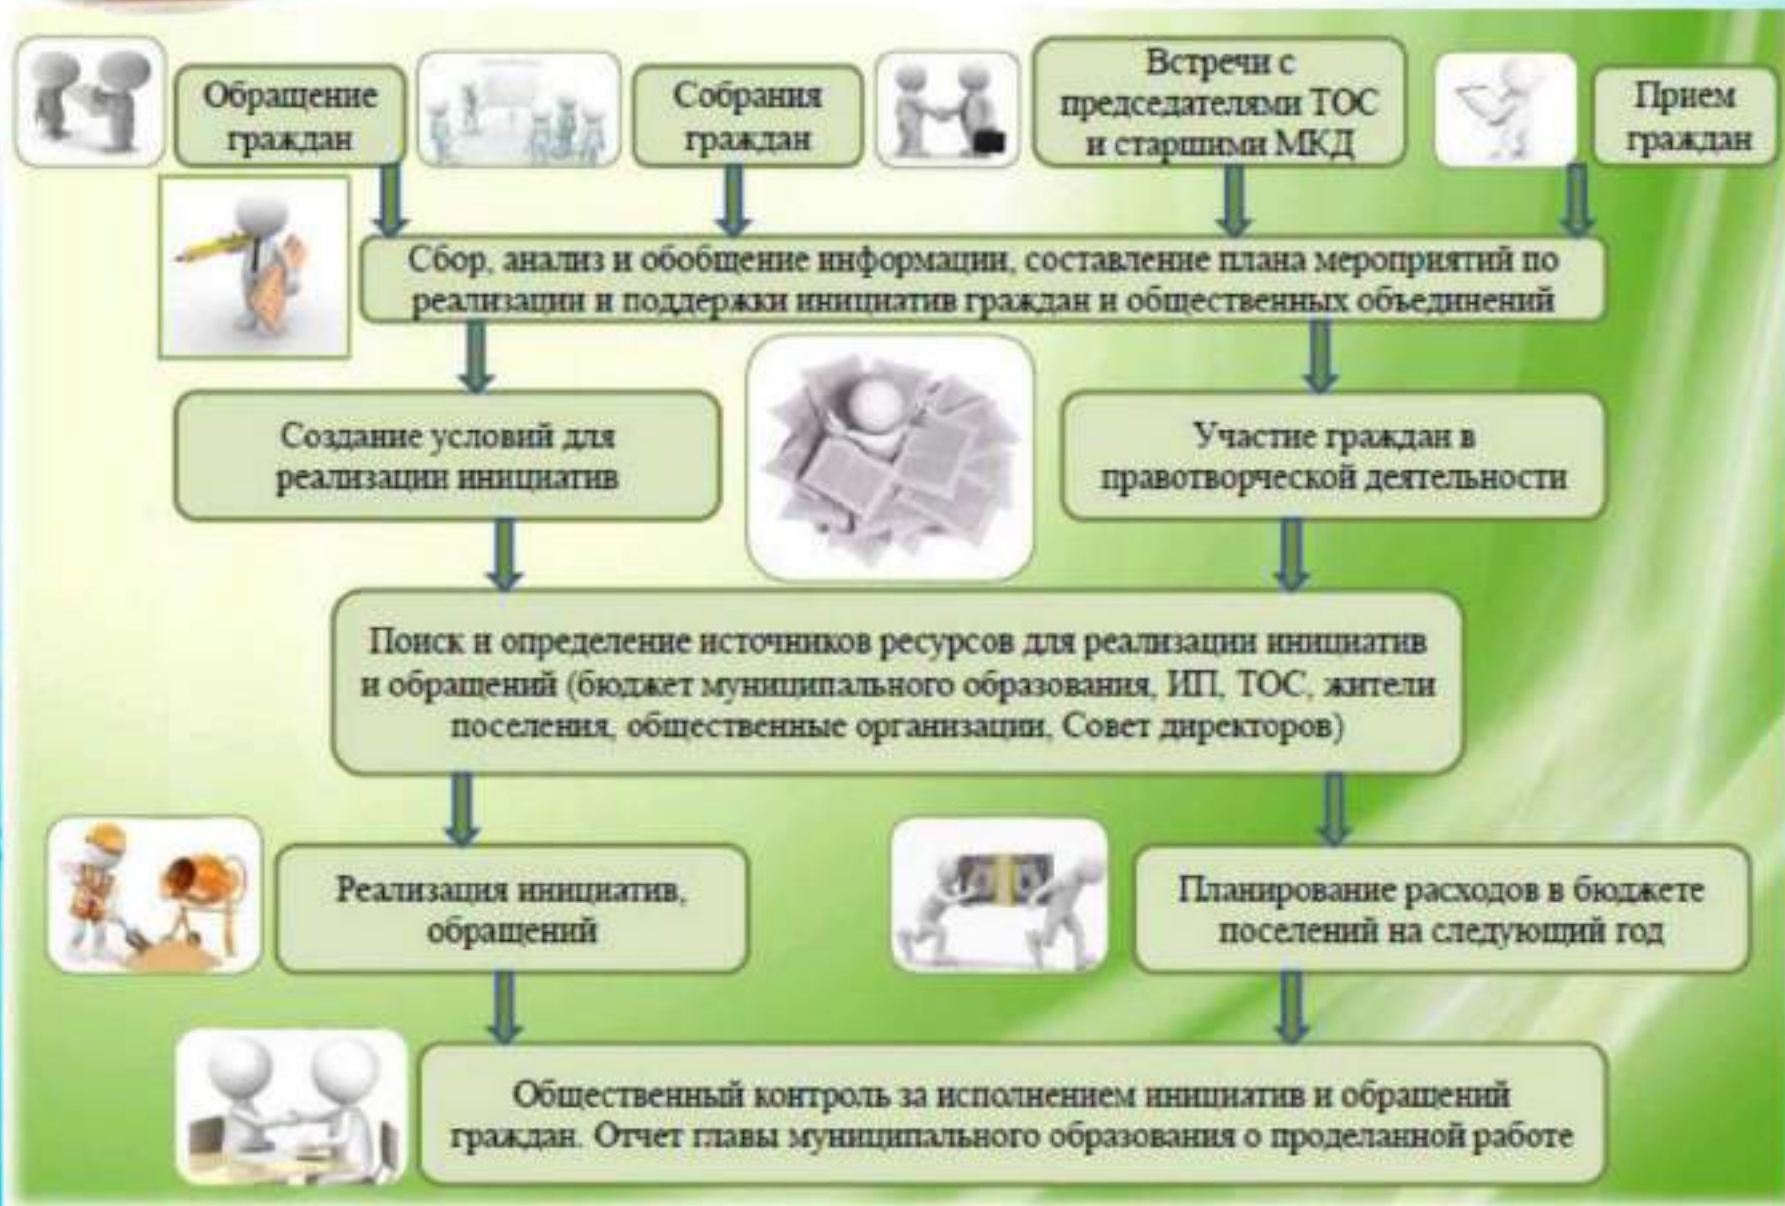 Обращение
граждан
Собрания
граждан
Встречи с
председателями ТОС
и старшими МКД
Прием
граждан
Сбор, анализ и обобщение информации, составление плана мероприятий по
реализации и поддержки инициатив граждан и общественных объединений
Создание условий для
реализации инициатив
Участие граждан в
правотворческой деятельности
Поиск и определение источников ресурсов для реализации инициатив
и обращений (бюджет муниципального образования, ИП, ТОС, жители
поселения, общественные организации, Совет директоров)
Реализация инициатив,
обращений
Планирование расходов в бюджете
поселений на следующий год
Общественный контроль за исполнением инициатив и обращений
граждан. Отчет главы муниципального образования о проделанной работе